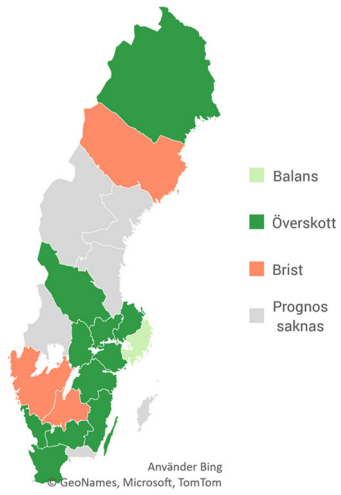 Balans
Överskott
Brist
Prognos
saknas
Använder Bing
© GeoNames, Microsoft, TomTom